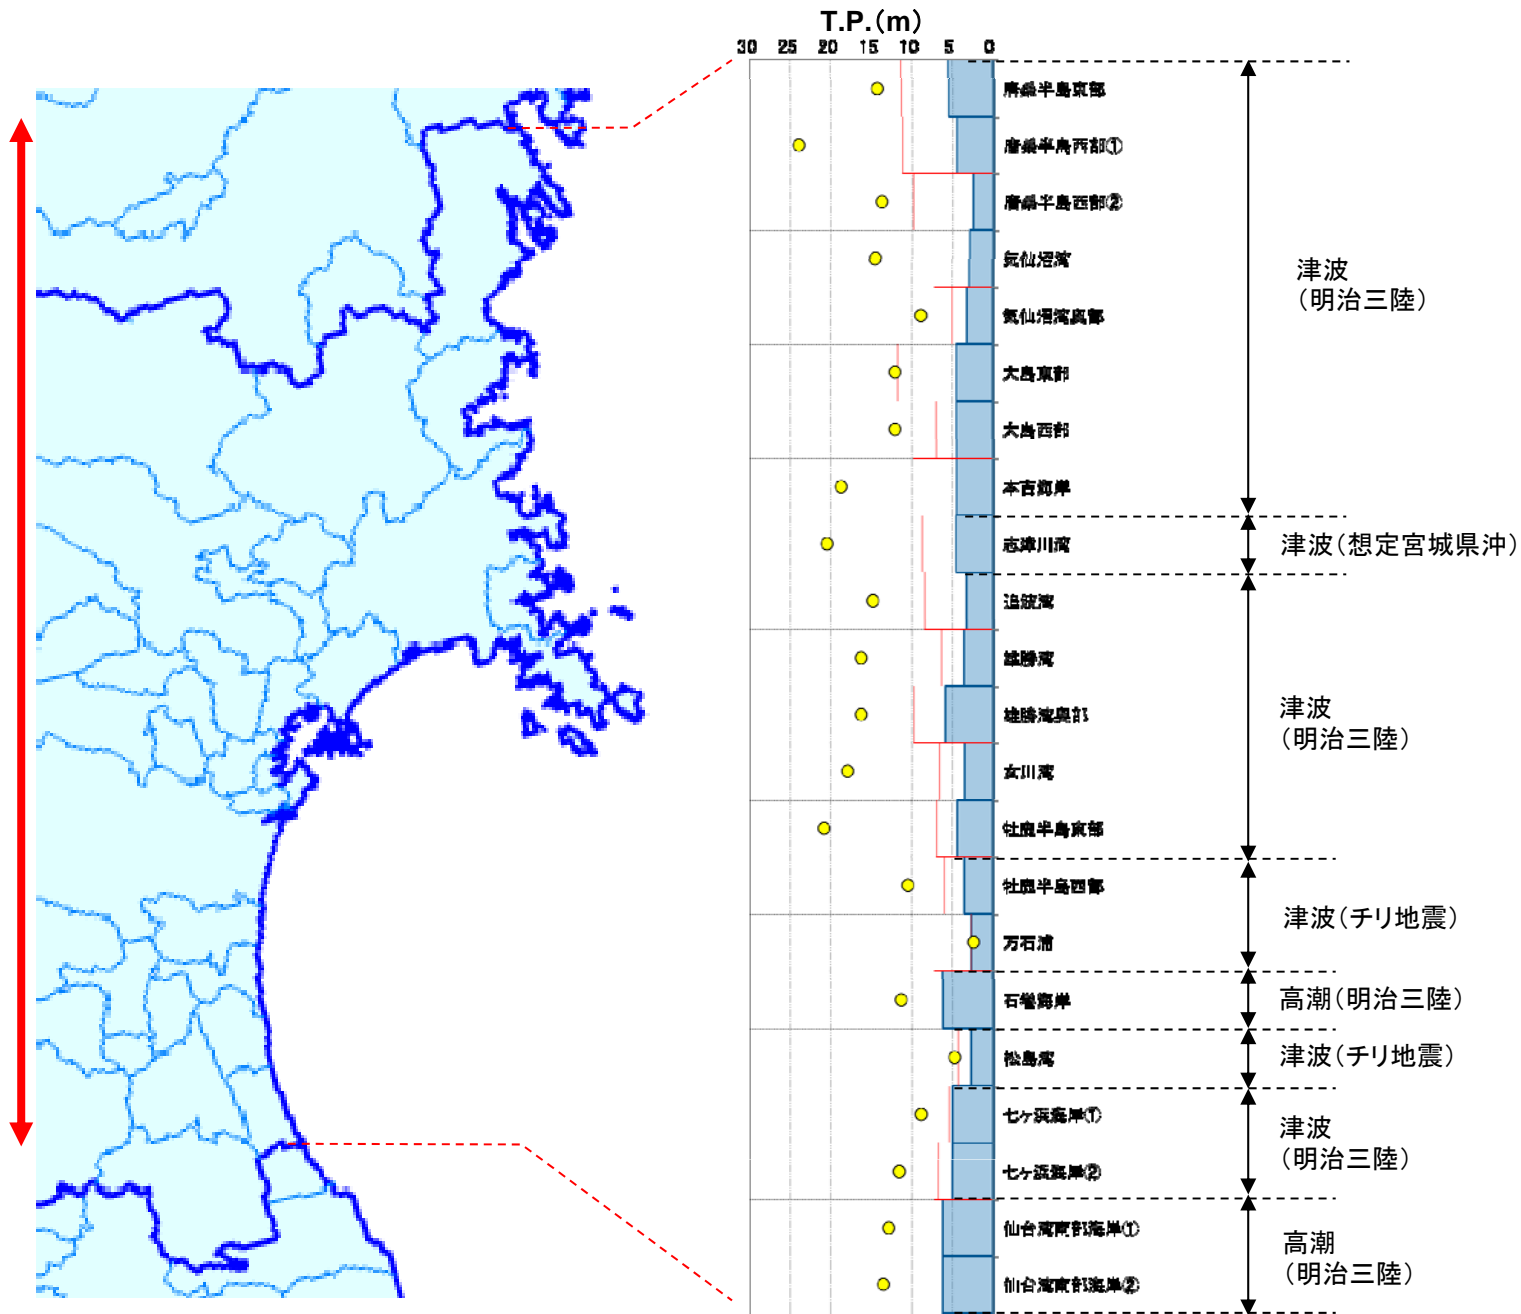 T.P.(m)
30 25 20 15 10 5 0
唐桑半島東部
唐桑半島西部①
唐桑半島西部②
気仙沼湾
気仙沼湾奥部
大島東部
大島西部
本吉海岸
志津川湾
追波湾
雄勝湾
雄勝湾奥部
女川湾
牡鹿半島東部
牡鹿半島西部
万石浦
石巻海岸
松島湾
七ヶ浜海岸①
七ヶ浜海岸②
仙台湾南部海岸①
仙台湾南部海岸②
津波
(明治三陸)
津波(想定宮城県沖)
津波
(明治三陸)
津波(チリ地震)
高潮(明治三陸)
津波(チリ地震)
津波
(明治三陸)
高潮
(明治三陸)